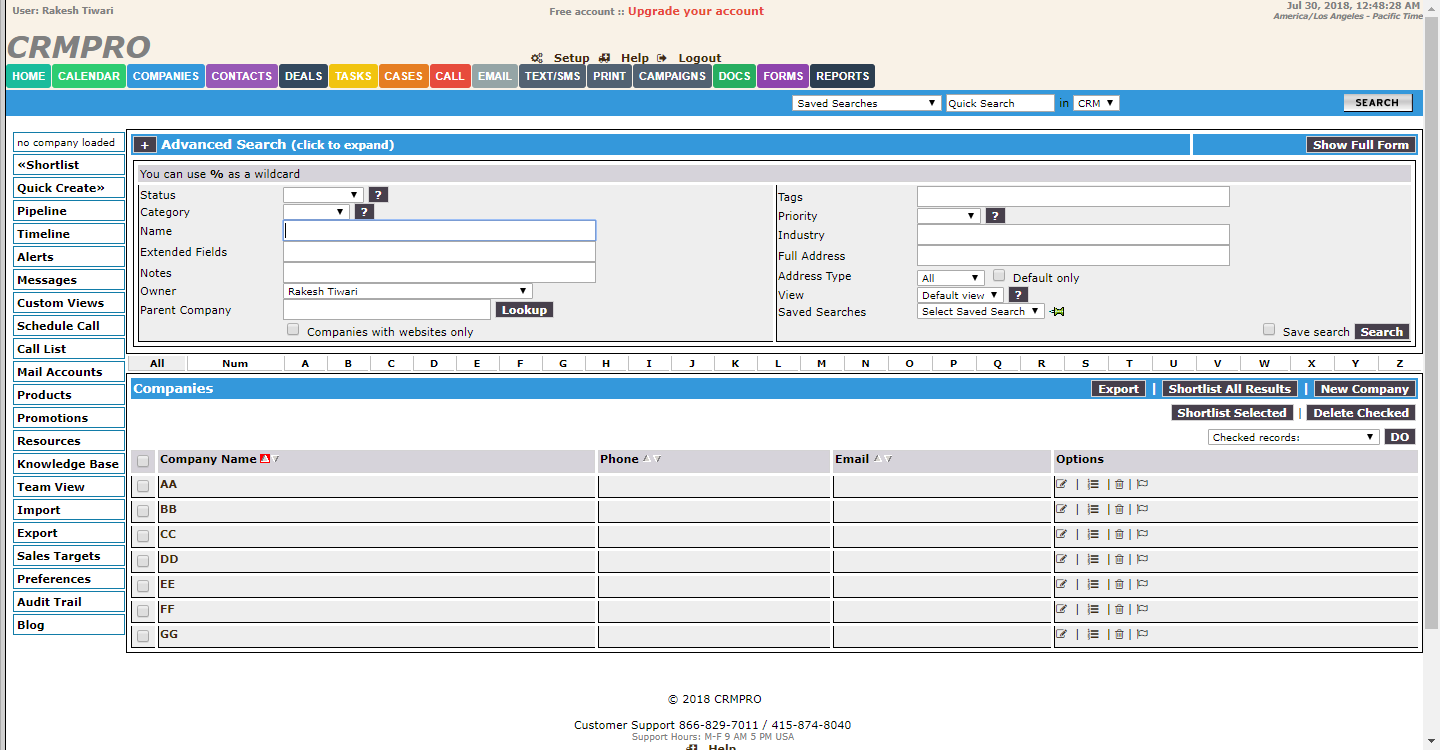 User: Rakesh Tiwari
Free account :: Upgrade your account
Jul 30, 2018, 12:48:28 AM
America/Los Angeles - Pacific Time
CRMPRO
Setup Help Logout
HOME CALENDAR COMPANIES CONTACTS DEALS TASKS CASES CALL EMAIL TEXT/SMS PRINT CAMPAIGNS DOCS FORMS REPORTS
Saved Searches Quick Search in CRM SEARCH
no company loaded
«Shortlist
Quick Create»
Pipeline
Timeline
Alerts
Messages
Custom Views
Schedule Call
Call List
Mail Accounts
Products
Promotions
Resources
Knowledge Base
Team View
Import
Export
Sales Targets
Preferences
Audit Trail
Blog
+ Advanced Search (click to expand) Show Full Form
You can use % as a wildcard
Status ?
Category ?
Name
Extended Fields
Notes
Owner Rakesh Tiwari
Parent Company Lookup
Companies with websites only
Tags
Priority ?
Industry
Full Address
Address Type All Default only
View Default view ?
Saved Searches Select Saved Search
Save search Search
All Num A B C D E F G H I J K L M N O P Q R S T U V W X Y Z
Companies Export | Shortlist All Results | New Company
Shortlist Selected | Delete Checked
Checked records: DO
Company Name Phone Email Options
AA | | |
BB | | |
CC | | |
DD | | |
EE | | |
FF | | |
GG | | |
© 2018 CRMPRO
Customer Support 866-829-7011 / 415-874-8040
Support Hours: M-F 9 AM 5 PM USA
Help